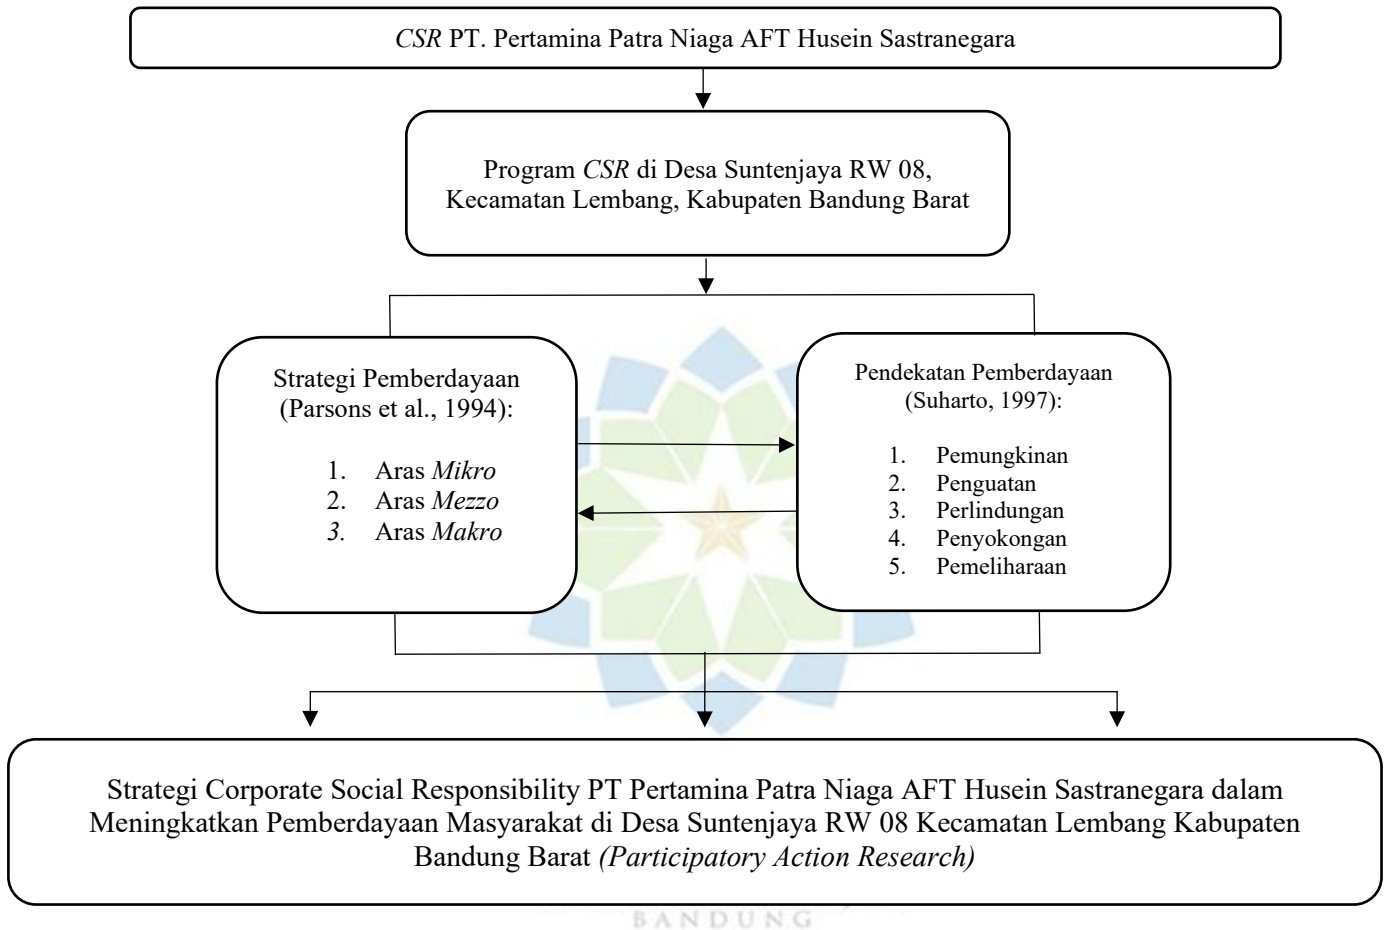 CSR PT. Pertamina Patra Niaga AFT Husein Sastranegara
Program CSR di Desa Suntenjaya RW 08,
Kecamatan Lembang, Kabupaten Bandung Barat
Strategi Pemberdayaan
(Parsons et al., 1994):
1. Aras Mikro
2. Aras Mezzo
3. Aras Makro
Pendekatan Pemberdayaan
(Suharto, 1997):
1. Pemungkinan
2. Penguatan
3. Perlindungan
4. Penyokongan
5. Pemeliharaan
Strategi Corporate Social Responsibility PT Pertamina Patra Niaga AFT Husein Sastranegara dalam
Meningkatkan Pemberdayaan Masyarakat di Desa Suntenjaya RW 08 Kecamatan Lembang Kabupaten
Bandung Barat (Participatory Action Research)
BANDUNG